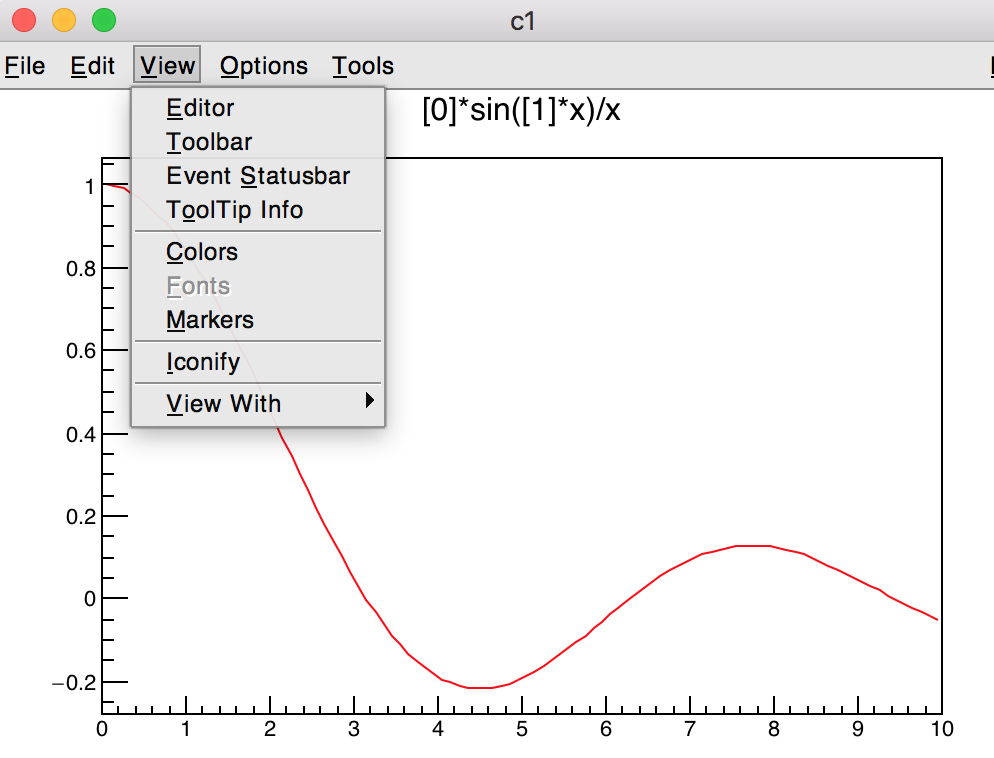 c1
File Edit View Options Tools
[0]*sin([1]*x)/x
Editor
Toolbar
Event Statusbar
ToolTip Info
Colors
Fonts
Markers
Iconify
View With
1
0.8
0.6
0.4
0.2
0
−0.2
0 1 2 3 4 5 6 7 8 9 10